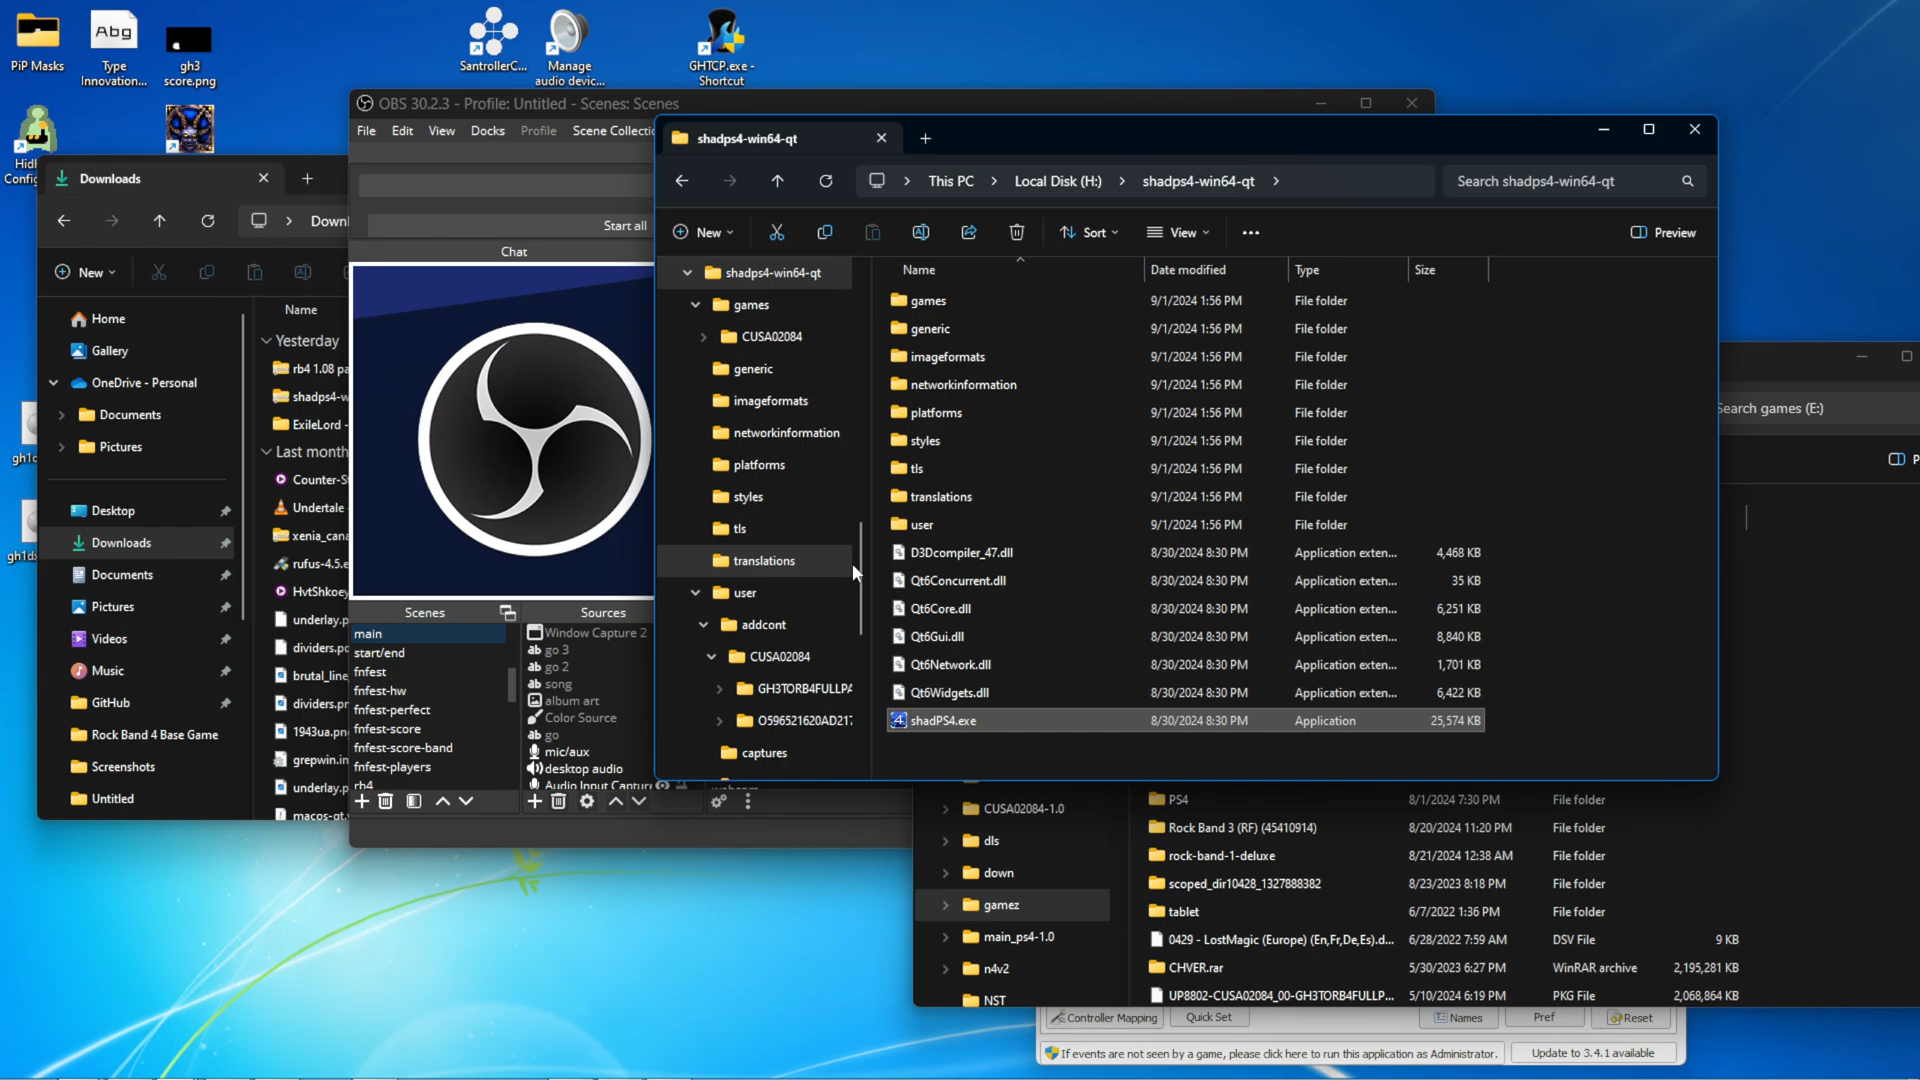 PiP Masks
Abg
Type
Innovation...
gh3
score.png
SantrollerC...
Manage
audio devic...
GHTCP.exe -
Shortcut
Downloads
New
Home
Gallery
OneDrive - Personal
Documents
Pictures
Desktop
Downloads
Documents
Pictures
Videos
Music
GitHub
Rock Band 4 Base Game
Screenshots
Untitled
Name
Yesterday
rb4 1.08 pa
shadps4-w
ExileLord -
Last month
Counter-S
Undertale
xenia_cana
rufus-4.5.e
HvtShkoey
underlay.p
dividers.pc
brutal_line
dividers.pr
1943ua.pn
grepwin.in
underlay.p
OBS 30.2.3 - Profile: Untitled - Scenes: Scenes
File Edit View Docks Profile Scene Collectio
Start all
Chat
Scenes
main
start/end
fnfest
fnfest-hw
fnfest-perfect
fnfest-score
fnfest-score-band
fnfest-players
rb4
Sources
Window Capture 2
ab go 3
ab go 2
ab song
album art
Color Source
ab go
mic/aux
desktop audio
Audio Input Captur
shadps4-win64-qt
This PC > Local Disk (H:) > shadps4-win64-qt >
Search shadps4-win64-qt
New
Sort
View
Preview
shadps4-win64-qt
games
CUSA02084
generic
imageformats
networkinformation
platforms
styles
tls
translations
user
addcont
CUSA02084
GH3TORB4FULLPA
O596521620AD217
captures
Name Date modified Type Size
games 9/1/2024 1:56 PM File folder
generic 9/1/2024 1:56 PM File folder
imageformats 9/1/2024 1:56 PM File folder
networkinformation 9/1/2024 1:56 PM File folder
platforms 9/1/2024 1:56 PM File folder
styles 9/1/2024 1:56 PM File folder
tls 9/1/2024 1:56 PM File folder
translations 9/1/2024 1:56 PM File folder
user 9/1/2024 1:56 PM File folder
D3Dcompiler_47.dll 8/30/2024 8:30 PM Application exten... 4,468 KB
Qt6Concurrent.dll 8/30/2024 8:30 PM Application exten... 35 KB
Qt6Core.dll 8/30/2024 8:30 PM Application exten... 6,251 KB
Qt6Gui.dll 8/30/2024 8:30 PM Application exten... 8,840 KB
Qt6Network.dll 8/30/2024 8:30 PM Application exten... 1,701 KB
Qt6Widgets.dll 8/30/2024 8:30 PM Application exten... 6,422 KB
shadPS4.exe 8/30/2024 8:30 PM Application 25,574 KB
Search games (E:)
CUSA02084-1.0
dls
down
gamez
main_ps4-1.0
n4v2
NST
PS4 8/1/2024 7:30 PM File folder
Rock Band 3 (RF) (45410914) 8/20/2024 11:20 PM File folder
rock-band-1-deluxe 8/21/2024 12:38 AM File folder
scoped_dir10428_1327888382 8/23/2023 8:18 PM File folder
tablet 6/7/2022 1:36 PM File folder
0429 - LostMagic (Europe) (En,Fr,De,Es).d... 6/28/2022 7:59 AM DSV File 9 KB
CHVER.rar 5/30/2023 6:27 PM WinRAR archive 2,195,281 KB
UP8802-CUSA02084_00-GH3TORB4FULLP... 5/10/2024 6:19 PM PKG File 2,068,864 KB
Controller Mapping Quick Set Names Pref Reset
If events are not seen by a game, please click here to run this application as Administrator. Update to 3.4.1 available